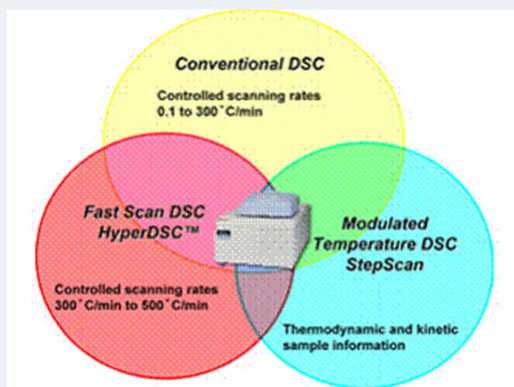 Conventional DSC
Controlled scanning rates
0.1 to 300˚C/min
Fast Scan DSC
HyperDSC™
Controlled scanning rates
300˚C/min to 500˚C/min
Modulated
Temperature DSC
StepScan
Thermodynamic and kinetic
sample information